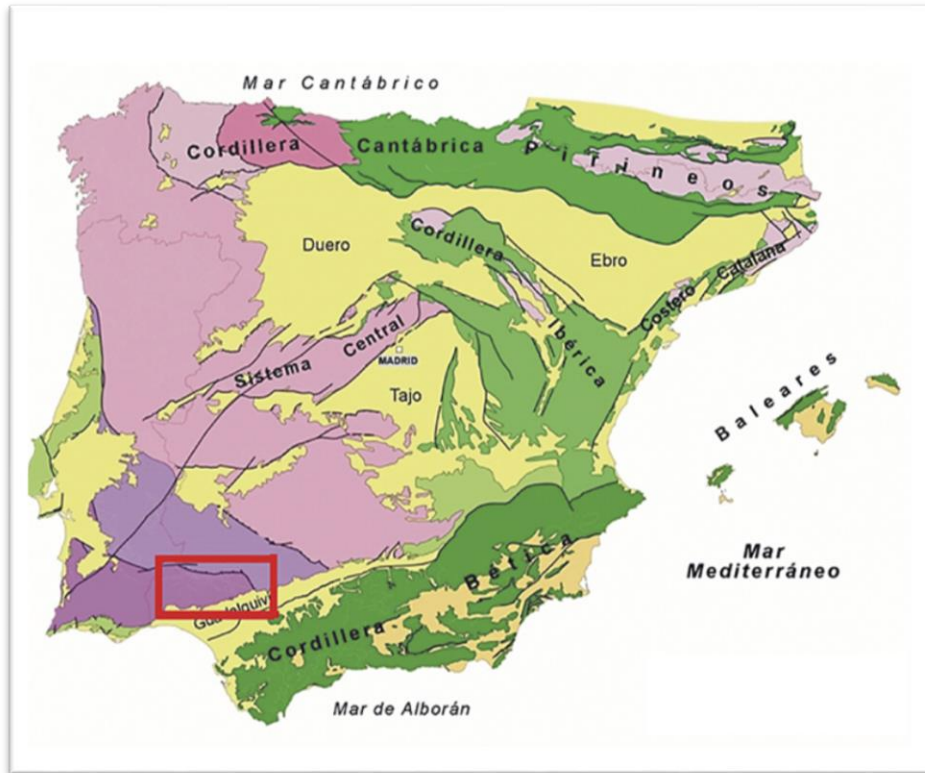 Mar Cantábrico
Cordillera Cantábrica
Pirineos
Duero
Cordillera Ibérica
Ebro
Costero Catalana
Sistema Central
MADRID
Tajo
Baleares
Mar
Mediterráneo
Guadalquivi
Cordillera Bética
Mar de Alborán